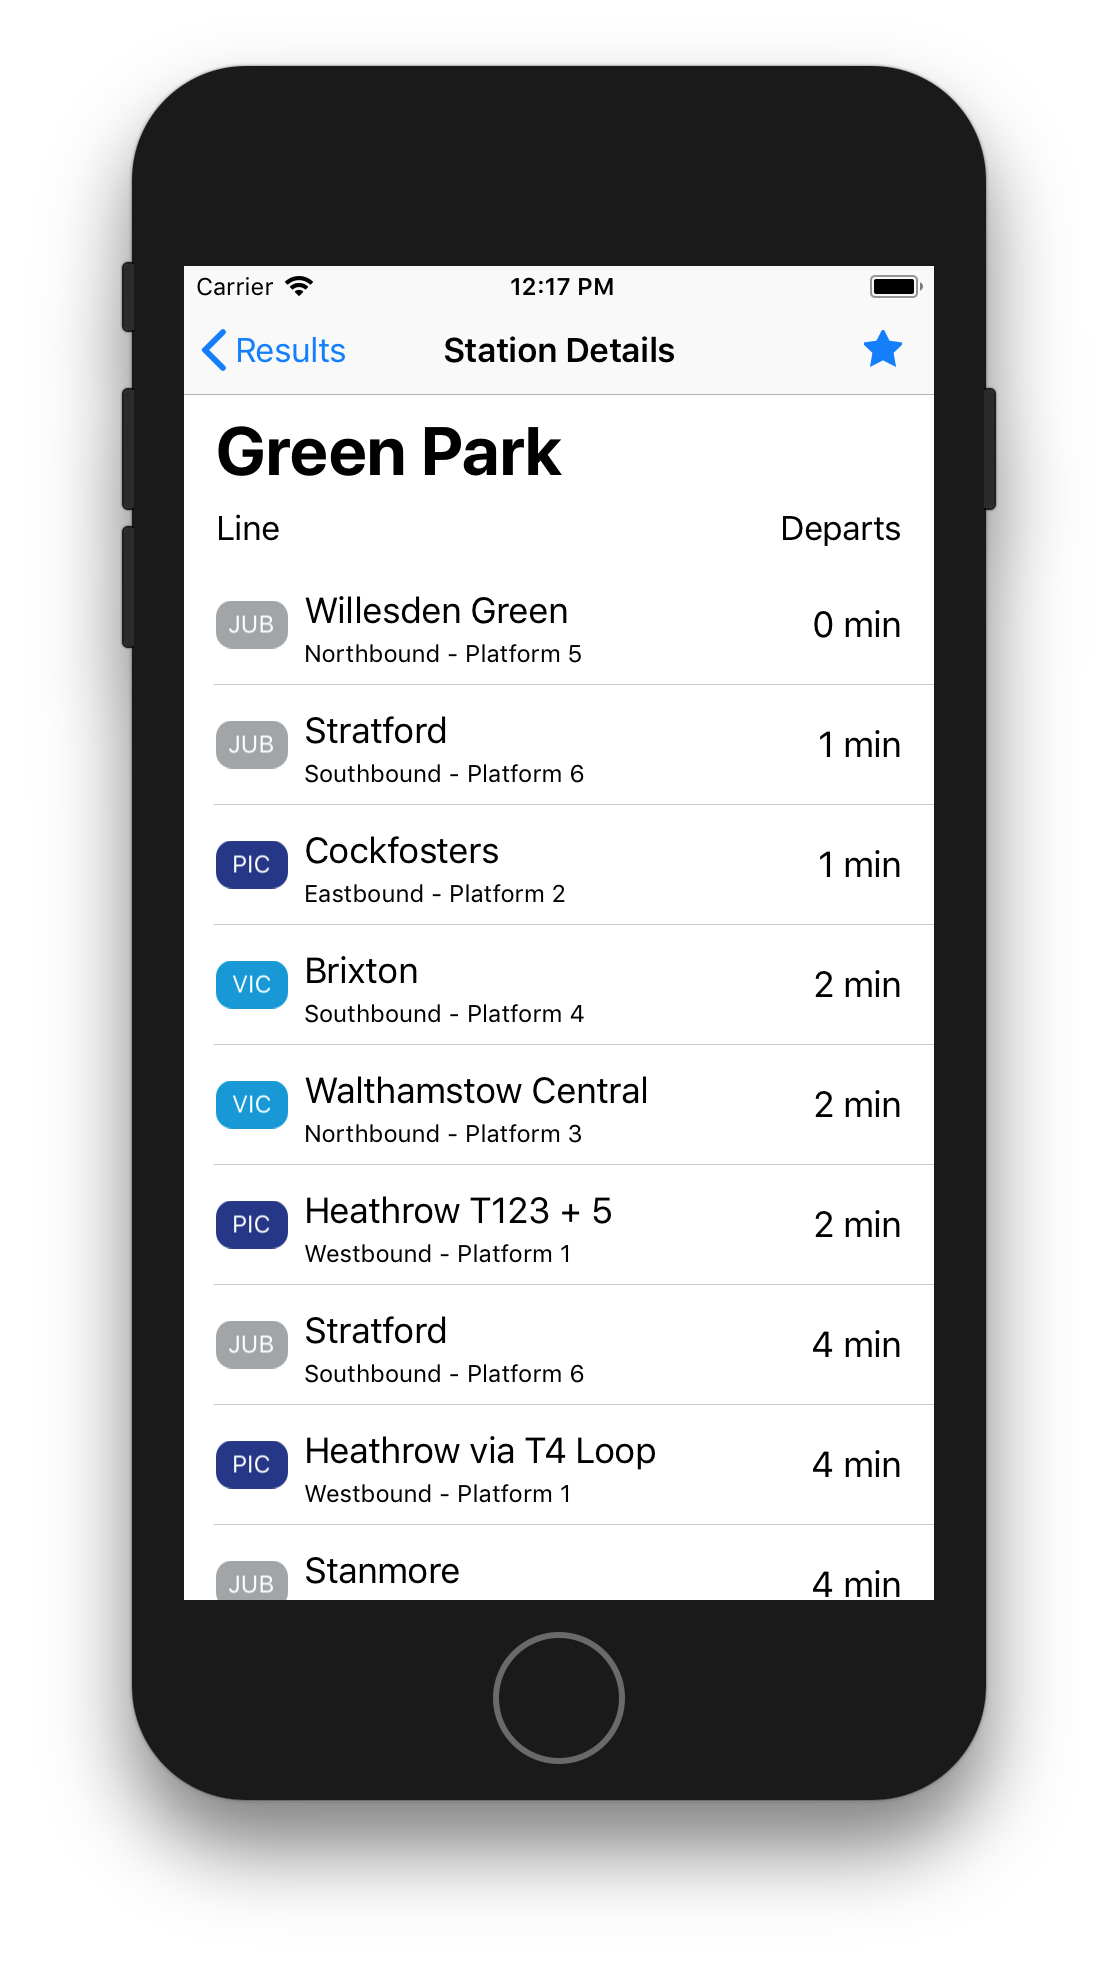 Carrier 12:17 PM
Results Station Details
Green Park
Line Departs
JUB Willesden Green 0 min
Northbound - Platform 5
JUB Stratford 1 min
Southbound - Platform 6
PIC Cockfosters 1 min
Eastbound - Platform 2
VIC Brixton 2 min
Southbound - Platform 4
VIC Walthamstow Central 2 min
Northbound - Platform 3
PIC Heathrow T123 + 5 2 min
Westbound - Platform 1
JUB Stratford 4 min
Southbound - Platform 6
PIC Heathrow via T4 Loop 4 min
Westbound - Platform 1
JUB Stanmore 4 min